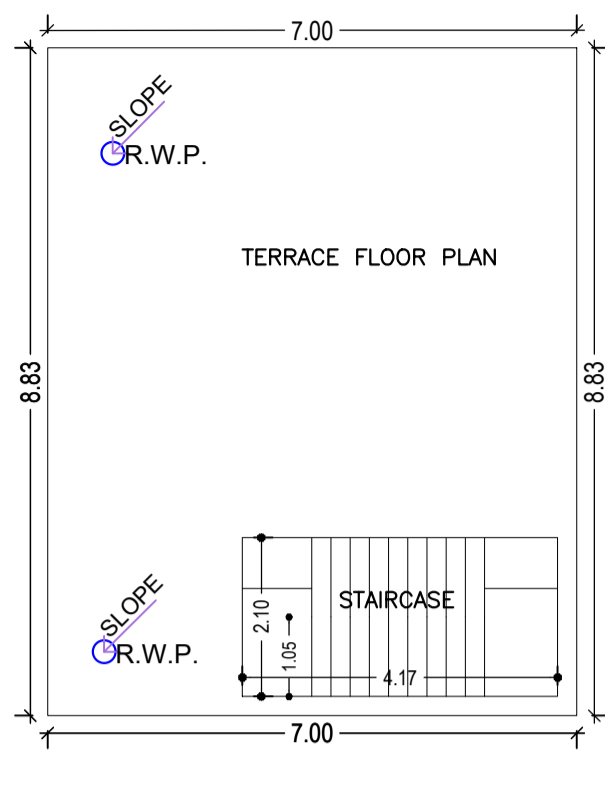 7.00
SLOPE
R.W.P.
TERRACE FLOOR PLAN
8.83
8.83
SLOPE
R.W.P.
STAIRCASE
2.10
1.05
4.17
7.00